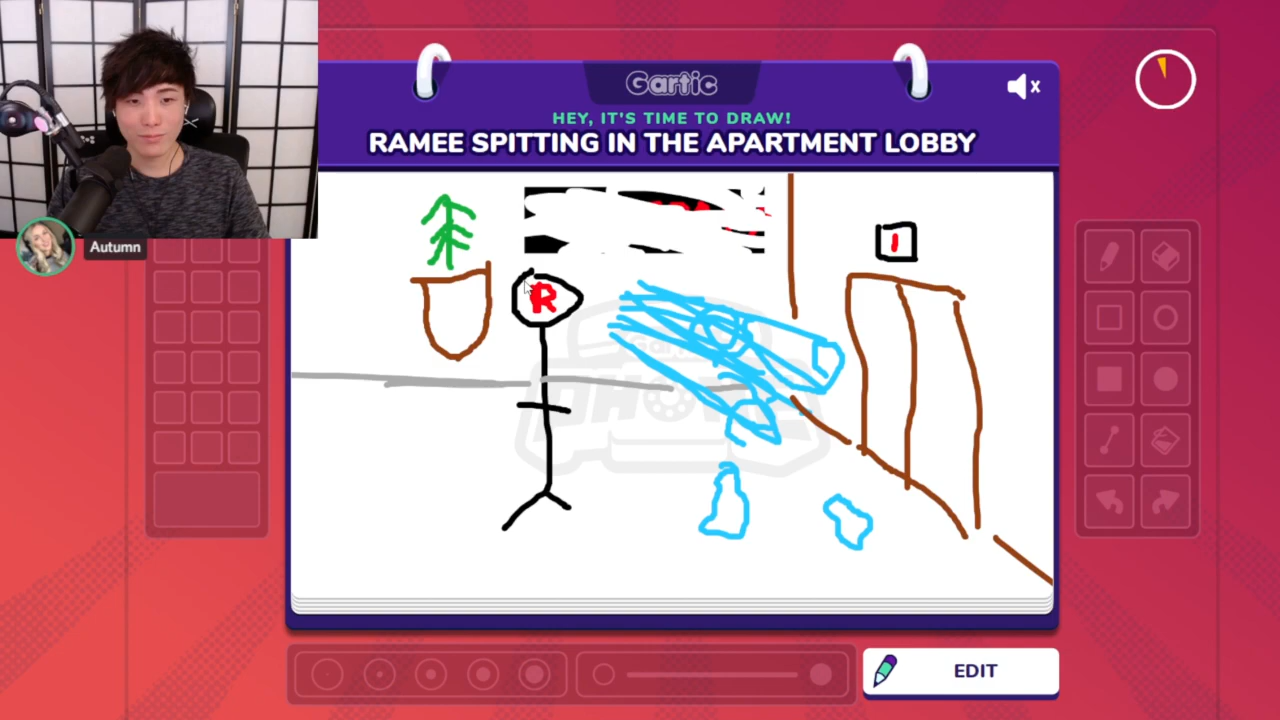 Gartic
HEY, IT'S TIME TO DRAW!
RAMEE SPITTING IN THE APARTMENT LOBBY
Autumn
1
R
EDIT